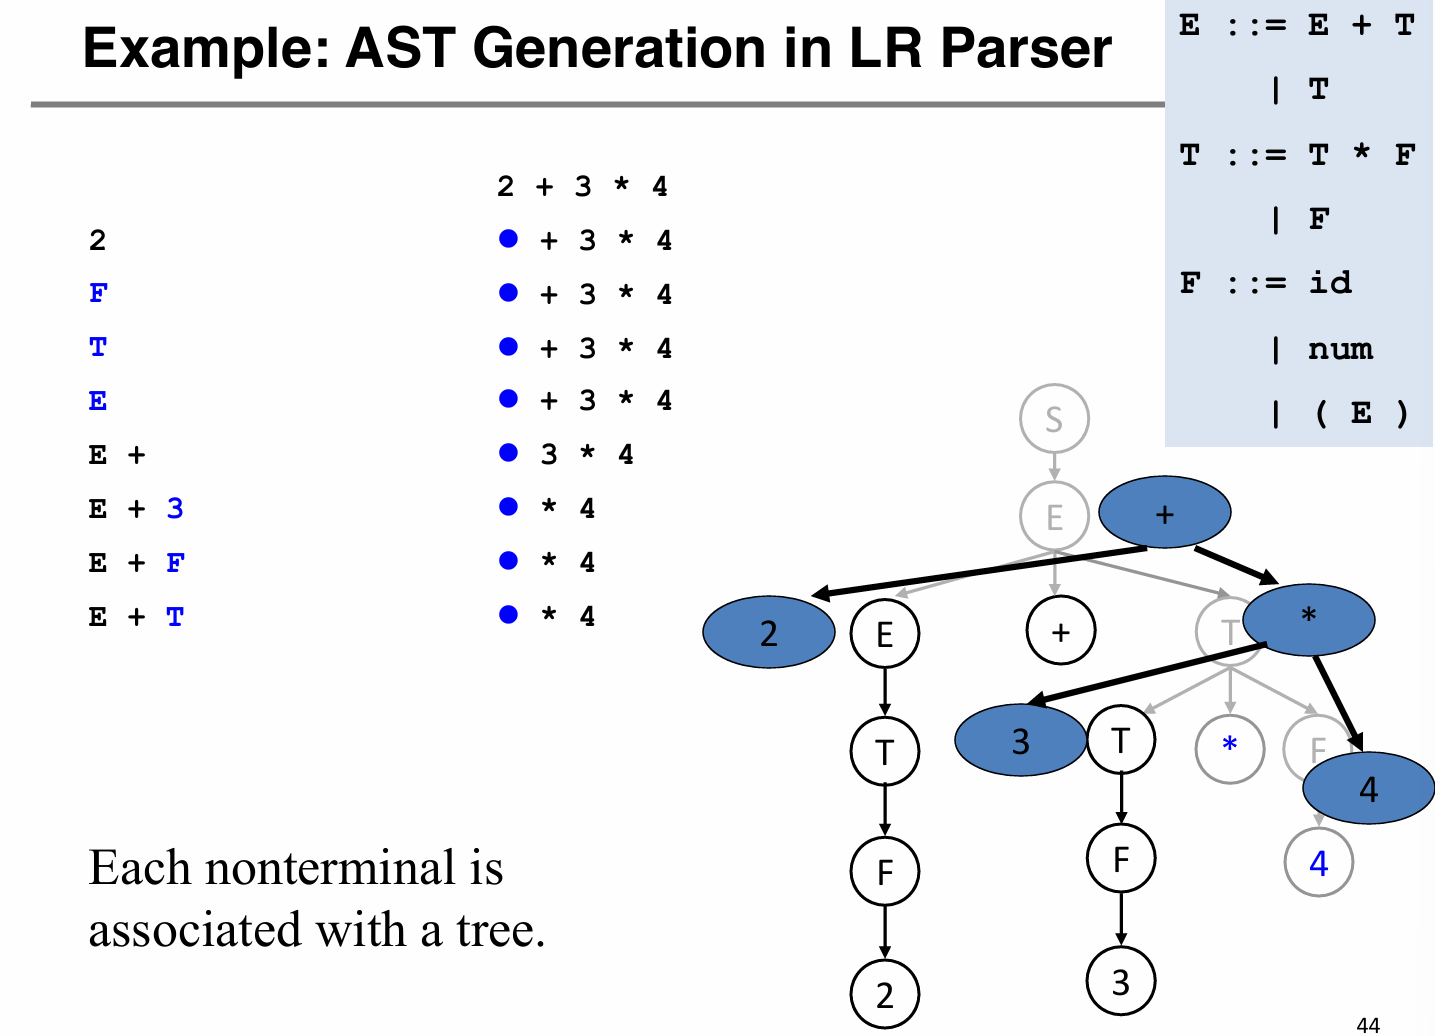 Example: AST Generation in LR Parser
E ::= E + T
| T
T ::= T * F
| F
F ::= id
| num
| ( E )
2 + 3 * 4
2 ● + 3 * 4
F ● + 3 * 4
T ● + 3 * 4
E ● + 3 * 4
E + ● 3 * 4
E + 3 ● * 4
E + F ● * 4
E + T ● * 4
S
E +
2 E + T *
T 3 T * F 4
F F 4
2 3
Each nonterminal is
associated with a tree.
44